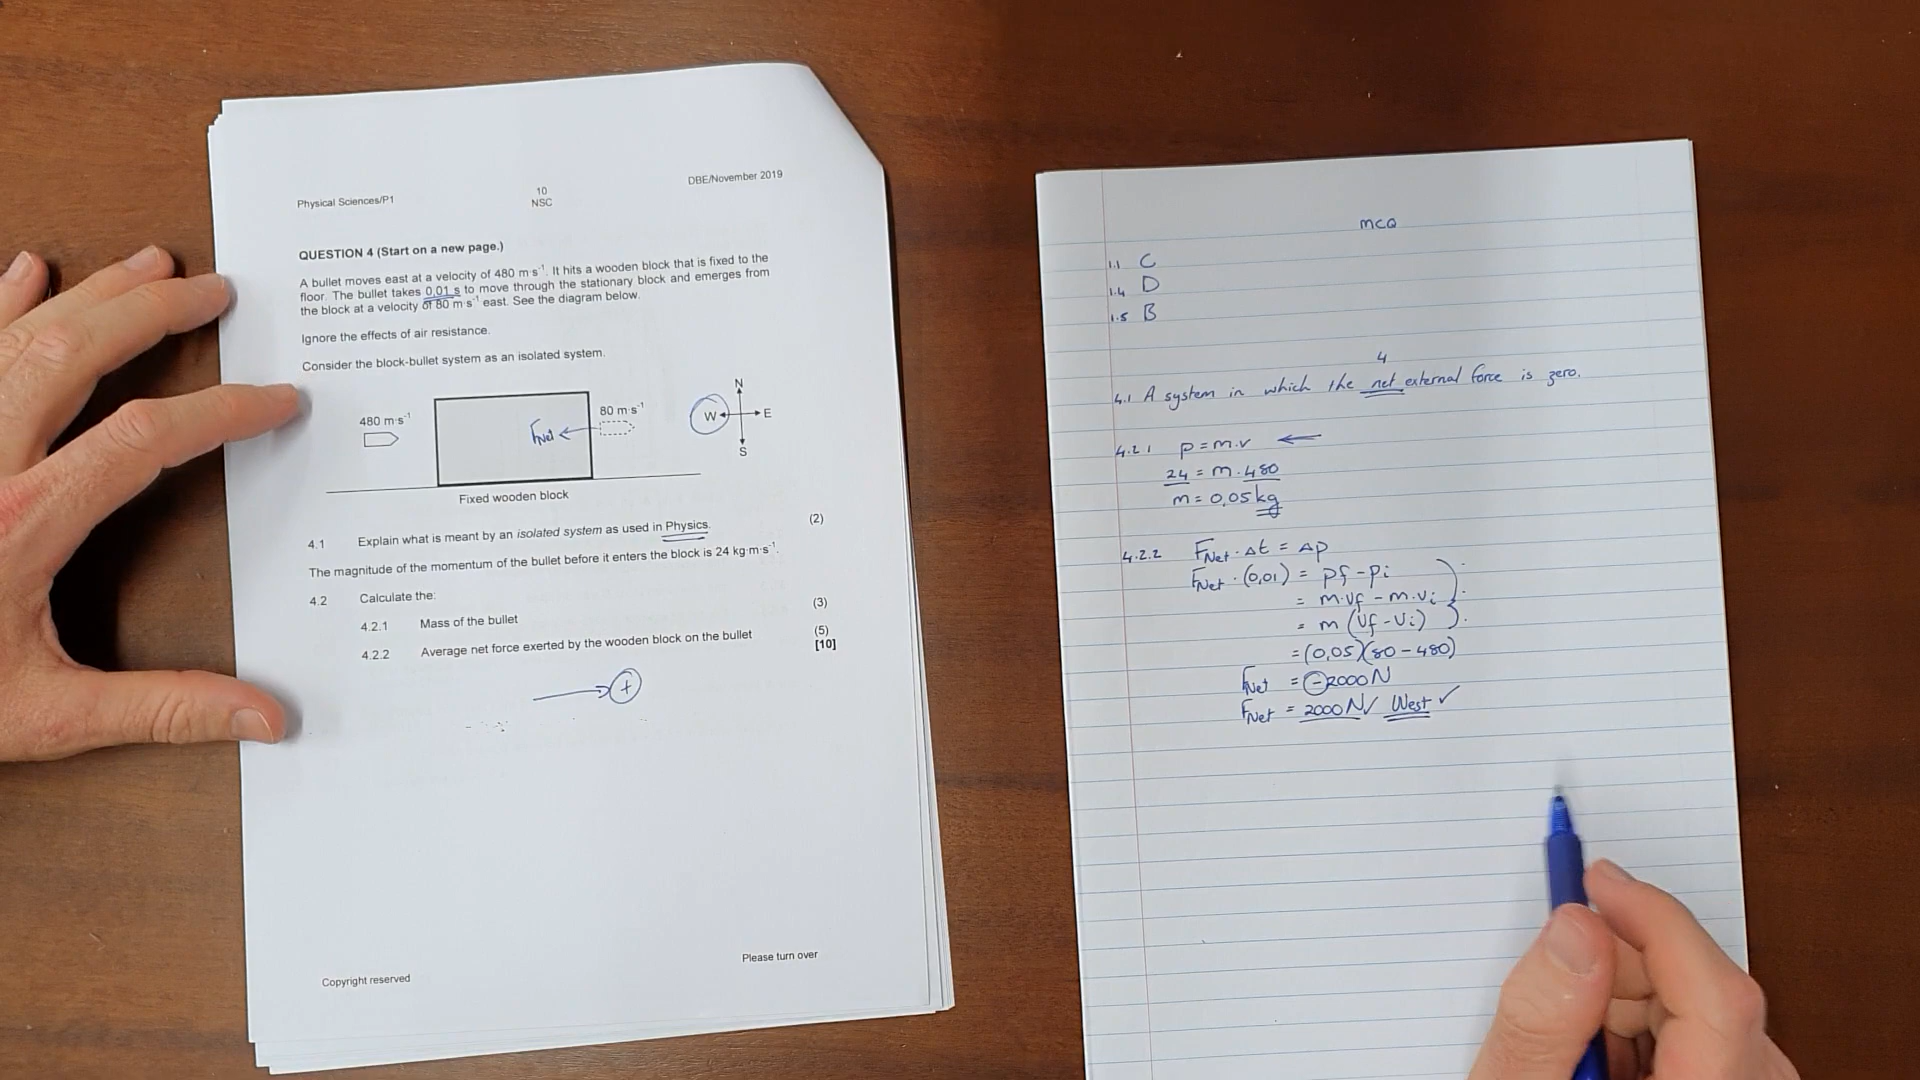 Physical Sciences/P1
10
NSC
DBE/November 2019
QUESTION 4 (Start on a new page.)
A bullet moves east at a velocity of 480 m·s⁻¹. It hits a wooden block that is fixed to the
floor. The bullet takes 0,01 s to move through the stationary block and emerges from
the block at a velocity of 80 m·s⁻¹ east. See the diagram below.
Ignore the effects of air resistance.
Consider the block-bullet system as an isolated system.
480 m·s⁻¹
FNet
80 m·s⁻¹
N
W
E
S
Fixed wooden block
4.1 Explain what is meant by an isolated system as used in Physics. (2)
The magnitude of the momentum of the bullet before it enters the block is 24 kg·m·s⁻¹.
4.2 Calculate the:
4.2.1 Mass of the bullet (3)
4.2.2 Average net force exerted by the wooden block on the bullet (5)
[10]
+
Copyright reserved
Please turn over
MCQ
1.1 C
1.4 D
1.5 B
4
4.1 A system in which the net external force is zero.
4.2.1 p = m.v
24 = m.480
m = 0,05 kg
4.2.2 FNet · Δt = Δp
FNet · (0,01) = pf - pi
= m.vf - m.vi
= m (vf - vi)
= (0,05)(80 - 480)
FNet = -2000N
FNet = 2000 N/ West ✓